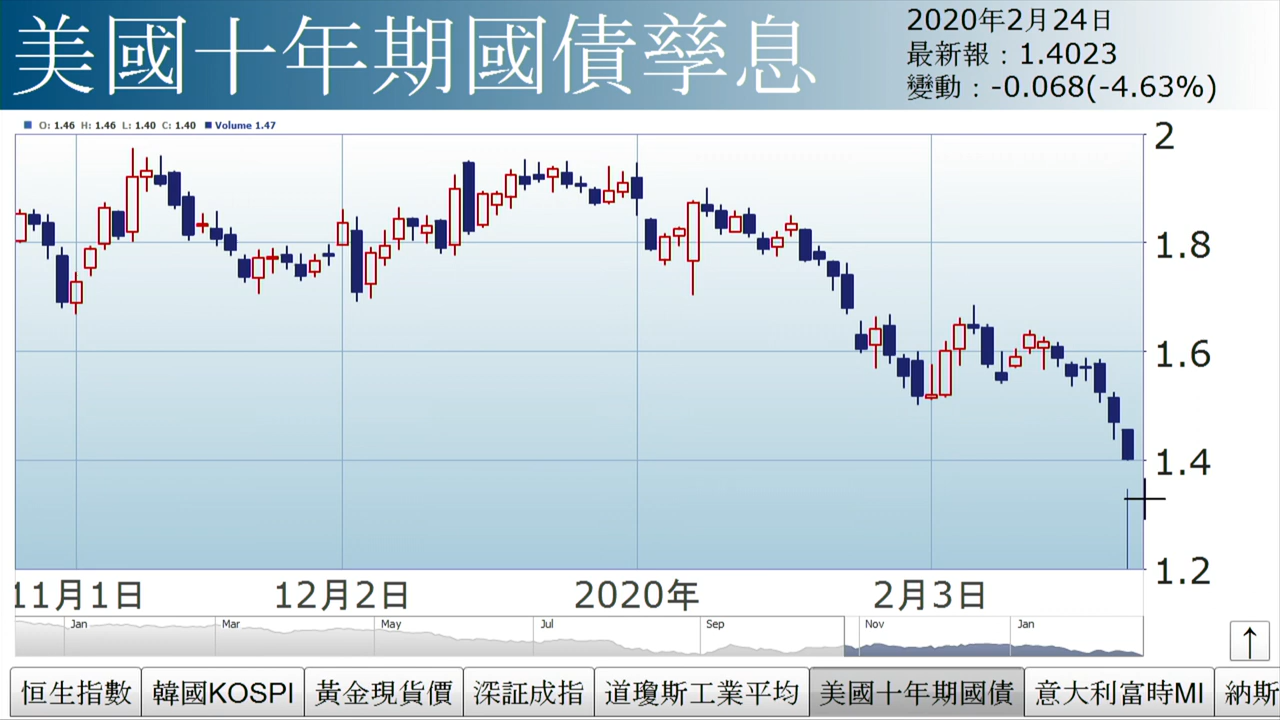 美國十年期國債孳息
2020年2月24日
最新報：1.4023
變動：-0.068(-4.63%)
O: 1.46 H: 1.46 L: 1.40 C: 1.40 Volume 1.47
2
1.8
1.6
1.4
1.2
11月1日 12月2日 2020年 2月3日
Jan Mar May Jul Sep Nov Jan
↑
恒生指數 韓國KOSPI 黃金現貨價 深証成指 道瓊斯工業平均 美國十年期國債 意大利富時MI 納斯